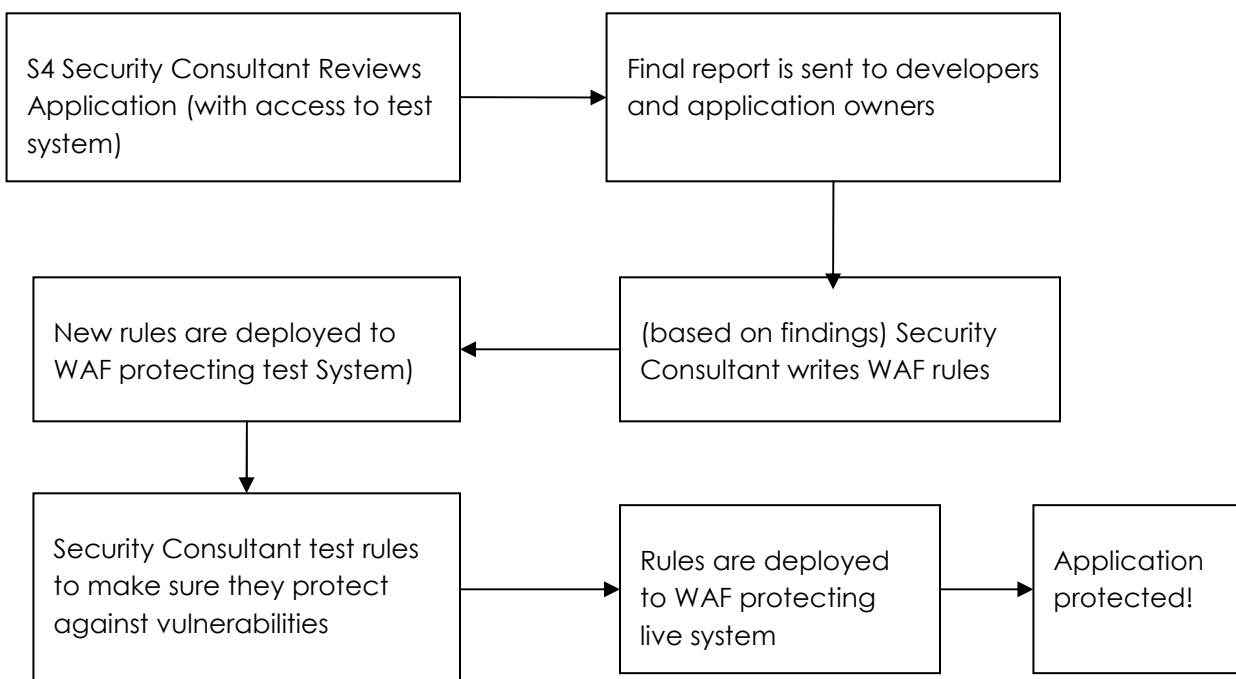 S4 Security Consultant Reviews
Application (with access to test
system)
Final report is sent to developers
and application owners
(based on findings) Security
Consultant writes WAF rules
New rules are deployed to
WAF protecting test System)
Security Consultant test rules
to make sure they protect
against vulnerabilities
Rules are deployed
to WAF protecting
live system
Application
protected!